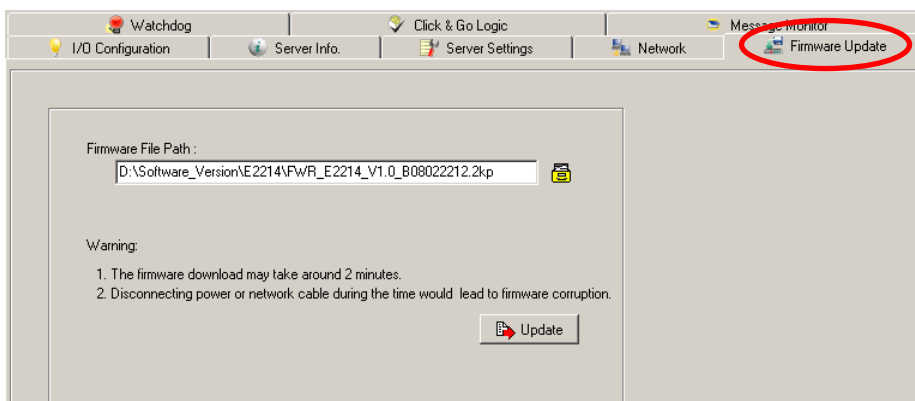 Watchdog Click & Go Logic Message Monitor
I/O Configuration Server Info. Server Settings Network Firmware Update
Firmware File Path :
D:\Software_Version\E2214\FWR_E2214_V1.0_B08022212.2kp
Warning:
1. The firmware download may take around 2 minutes.
2. Disconnecting power or network cable during the time would lead to firmware corruption.
Update